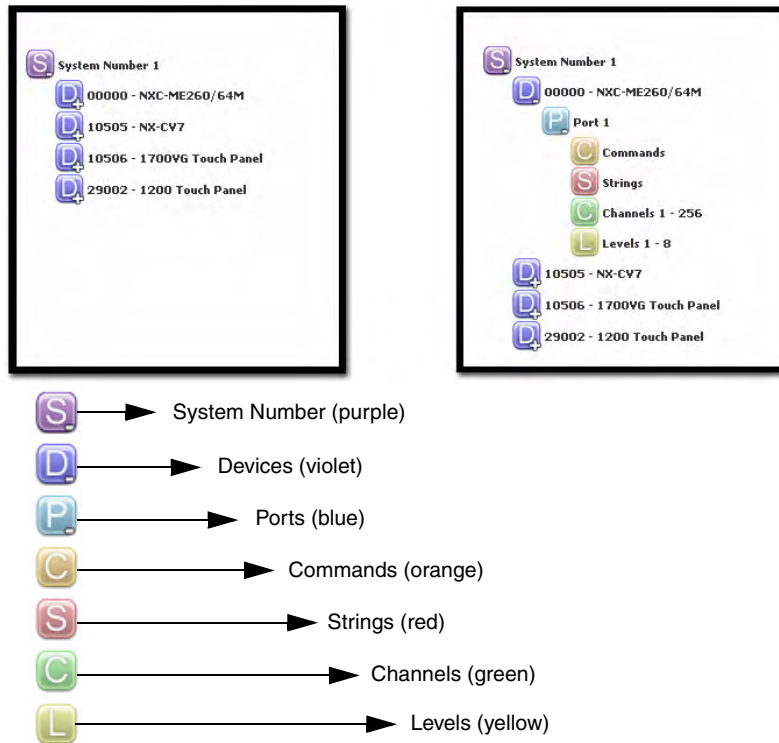 S System Number 1
D 00000 - NXC-ME260/64M
D 10505 - NX-CV7
D 10506 - 1700VG Touch Panel
D 29002 - 1200 Touch Panel
S System Number 1
D 00000 - NXC-ME260/64M
P Port 1
C Commands
S Strings
C Channels 1 - 256
L Levels 1 - 8
D 10505 - NX-CV7
D 10506 - 1700VG Touch Panel
D 29002 - 1200 Touch Panel
S System Number (purple)
D Devices (violet)
P Ports (blue)
C Commands (orange)
S Strings (red)
C Channels (green)
L Levels (yellow)